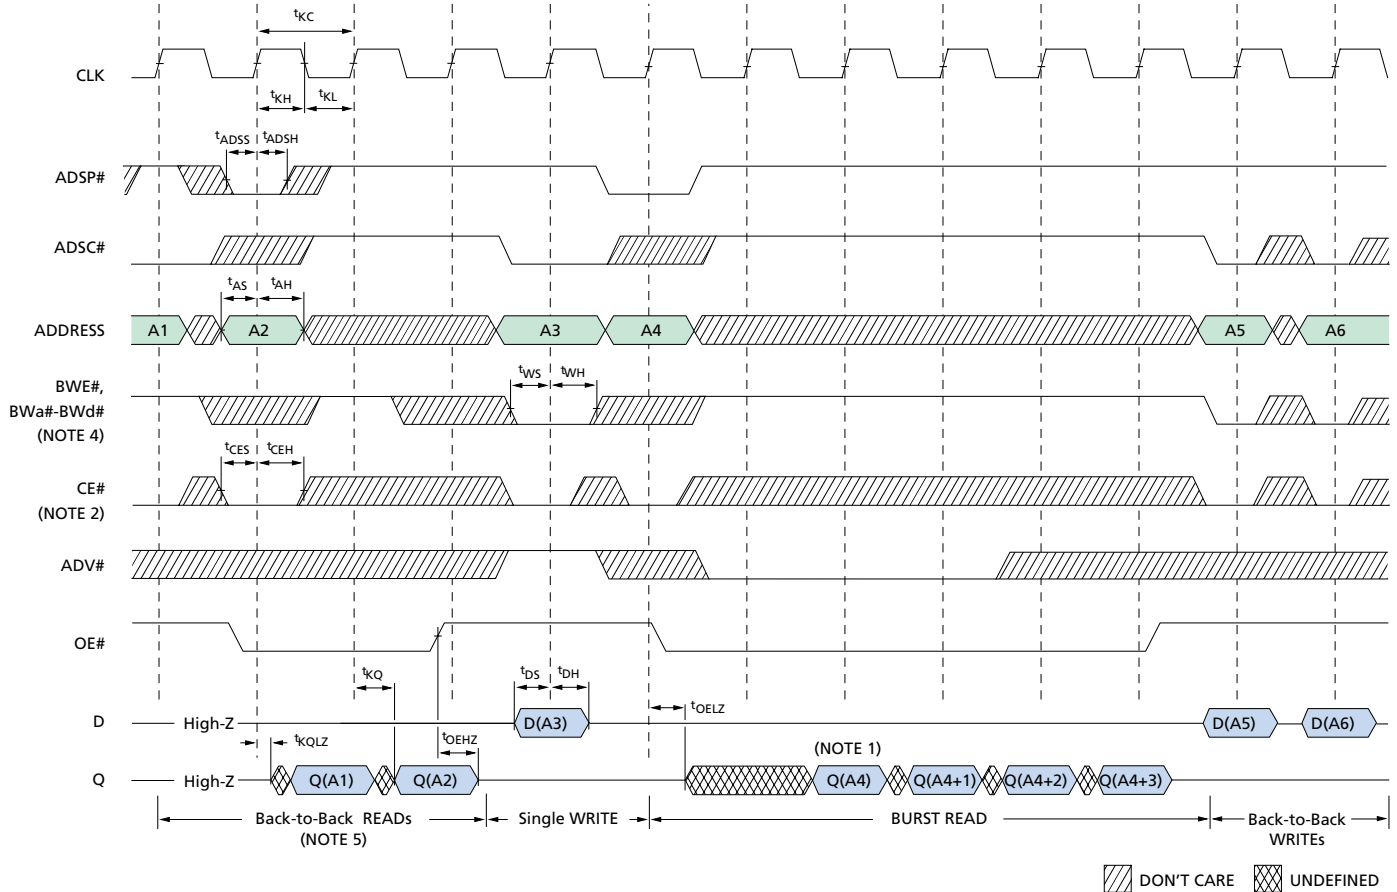 tKC
CLK
tKH
tKL
tADSS
tADSH
ADSP#
ADSC#
tAS
tAH
ADDRESS
A1
A2
A3
A4
A5
A6
BWE#,
BWa#-BWd#
(NOTE 4)
tWS
tWH
tCES
tCEH
CE#
(NOTE 2)
ADV#
OE#
tKQ
tDS
tDH
tOELZ
D
High-Z
D(A3)
D(A5)
D(A6)
tKQLZ
tOEHZ
(NOTE 1)
Q
High-Z
Q(A1)
Q(A2)
Q(A4)
Q(A4+1)
Q(A4+2)
Q(A4+3)
Back-to-Back READs
(NOTE 5)
Single WRITE
BURST READ
Back-to-Back
WRITEs
DON'T CARE
UNDEFINED